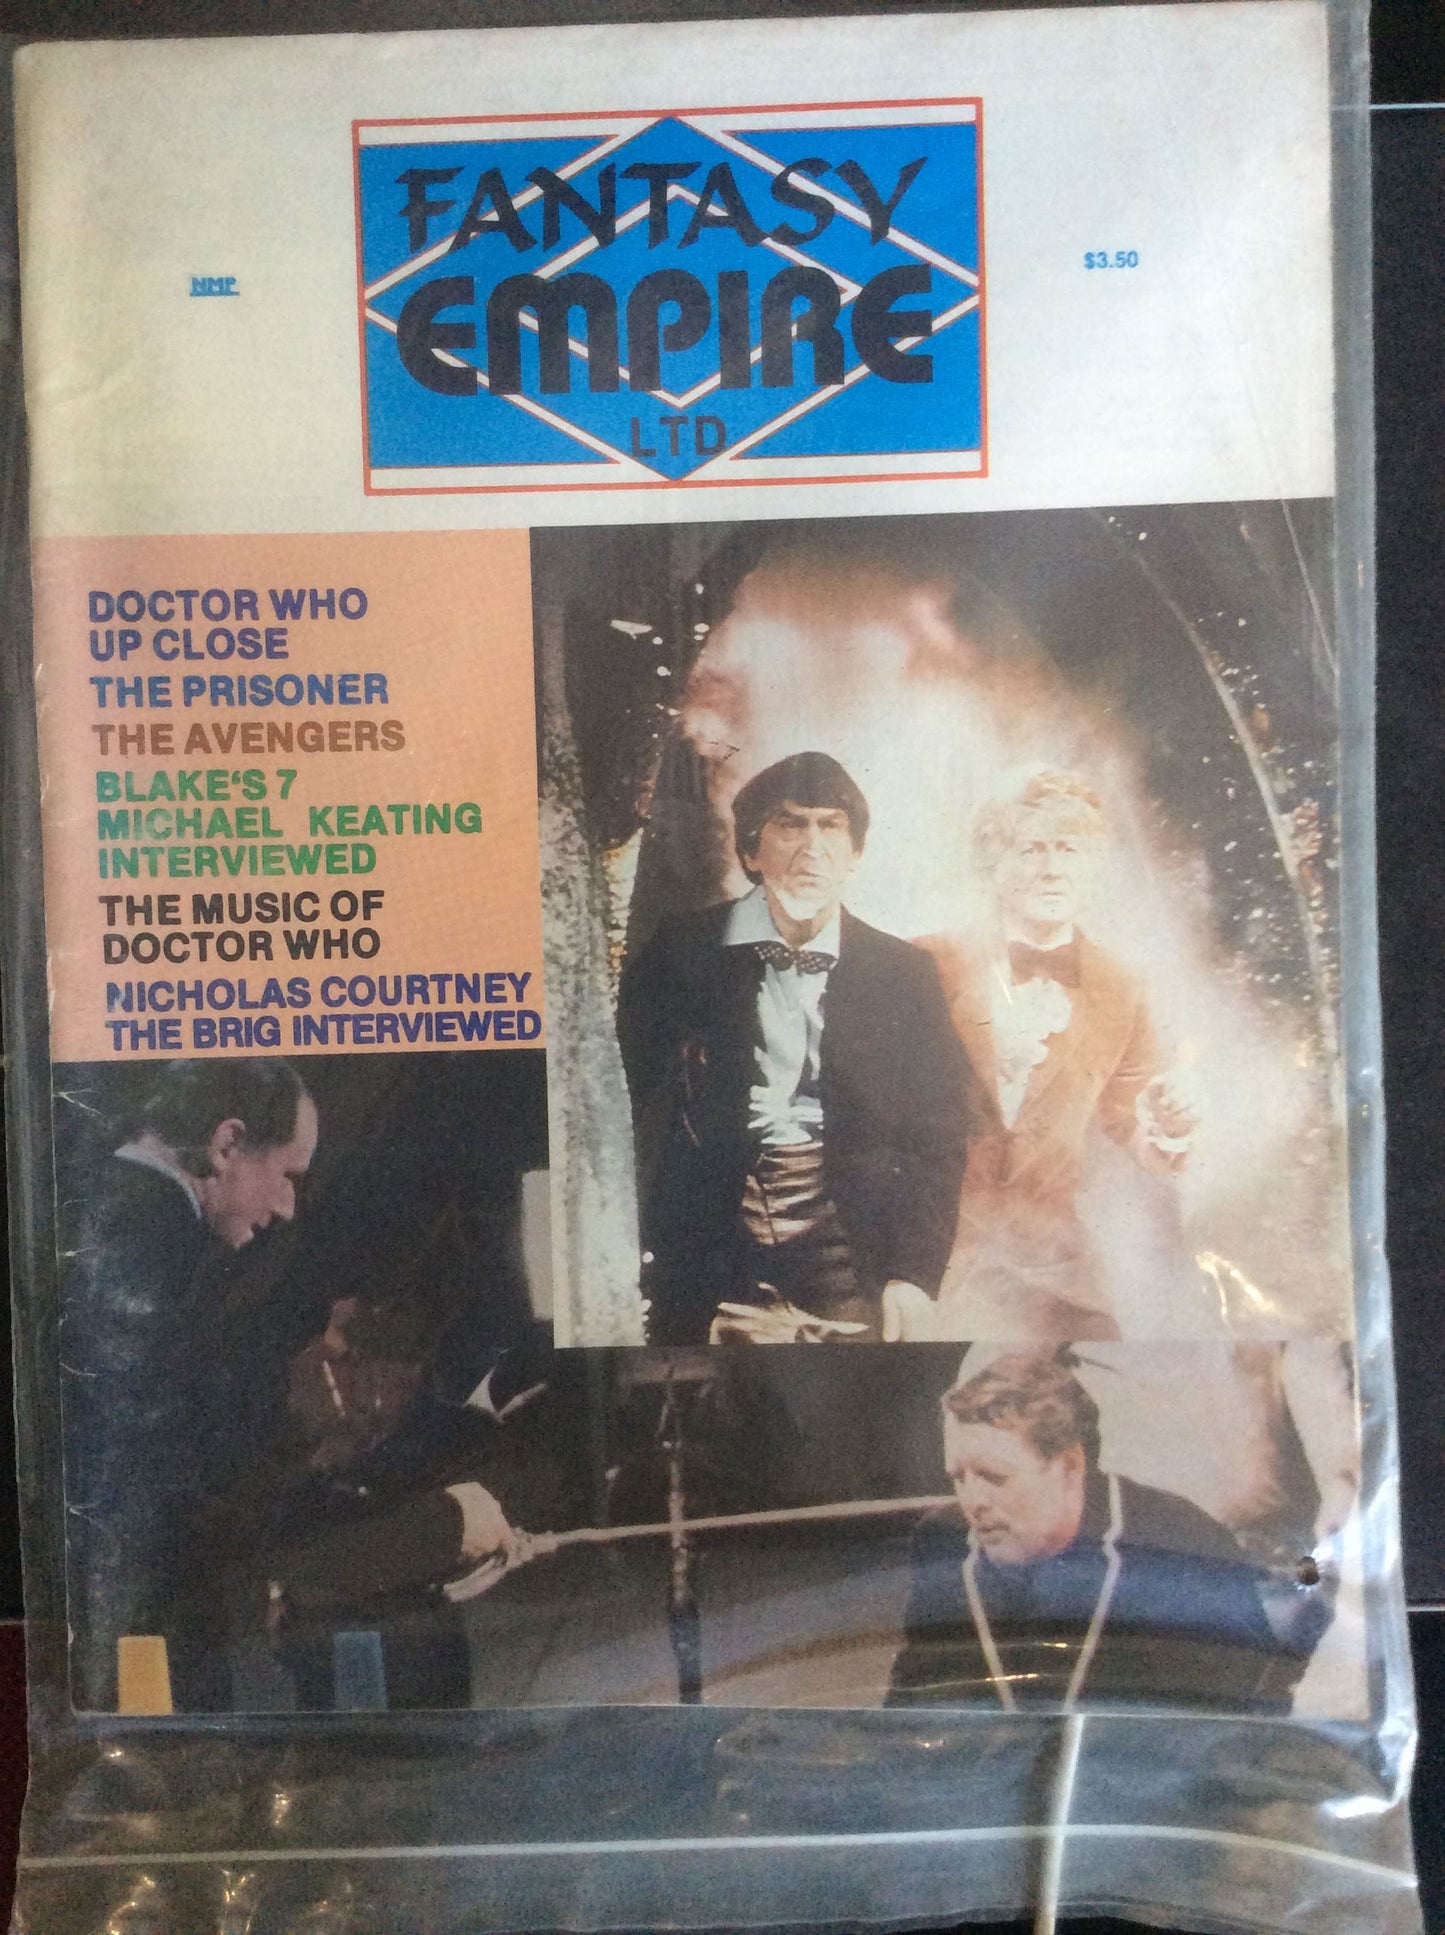 FANTASY
EMPIRE
LTD
NMP
$3.50
DOCTOR WHO
UP CLOSE
THE PRISONER
THE AVENGERS
BLAKE'S 7
MICHAEL KEATING
INTERVIEWED
THE MUSIC OF
DOCTOR WHO
NICHOLAS COURTNEY
THE BRIG INTERVIEWED